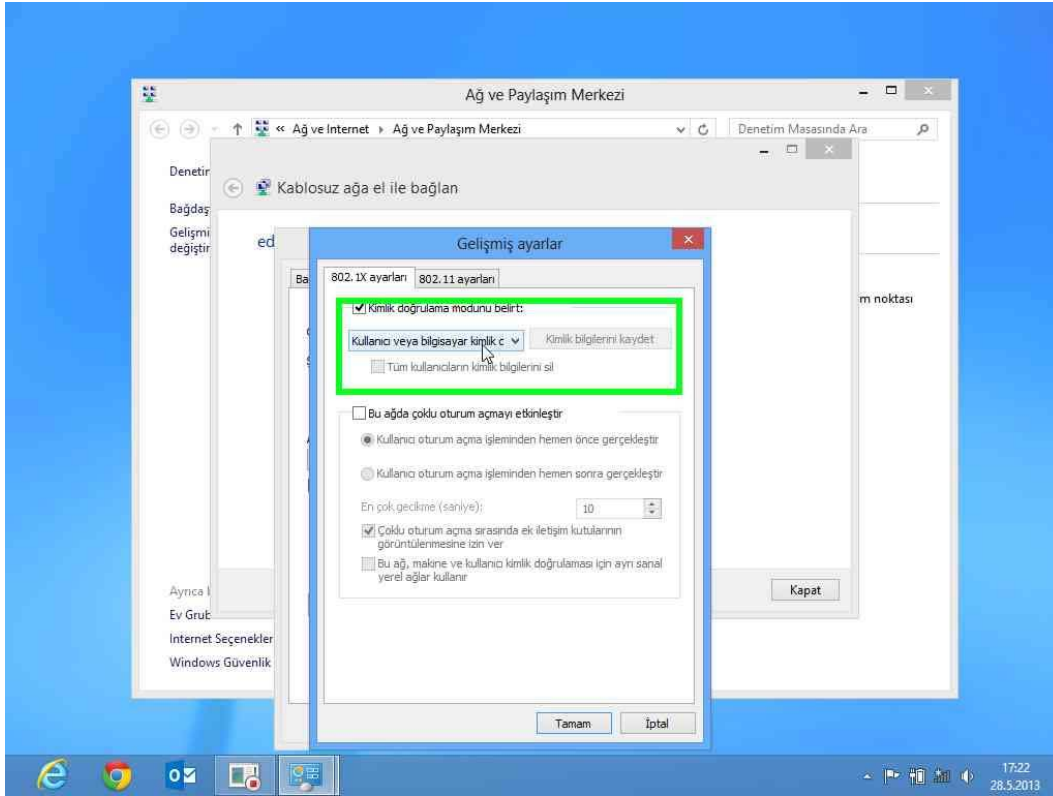 Ağ ve Paylaşım Merkezi
« Ağ ve Internet Ağ ve Paylaşım Merkezi
Denetim Masasında Ara
Kablosuz ağa el ile bağlan
ed
Gelişmiş ayarlar
802.1X ayarları
802.11 ayarları
m noktası
Kimlik doğrulama modunu belirt:
Kullanıcı veya bilgisayar kimlik
Kimlik bilgilerini kaydet
Tüm kullanıcıların kimlik bilgilerini sil
Bu ağda çoklu oturum açmayı etkinleştir
Kullanıcı oturum açma işleminden hemen önce gerçekleştir
Kullanıcı oturum açma işleminden hemen sonra gerçekleştir
En çok gecikme (saniye):
10
Çoklu oturum açma sırasında ek iletişim kutularının
görüntülenmesine izin ver
Bu ağ, makine ve kullanıcı kimlik doğrulaması için ayrı sanal
yerel ağlar kullanır
Kapat
Ayrıca
Ev Grub
Internet Seçenekler
Windows Güvenlik
Tamam
İptal
17:22
28.5.2013